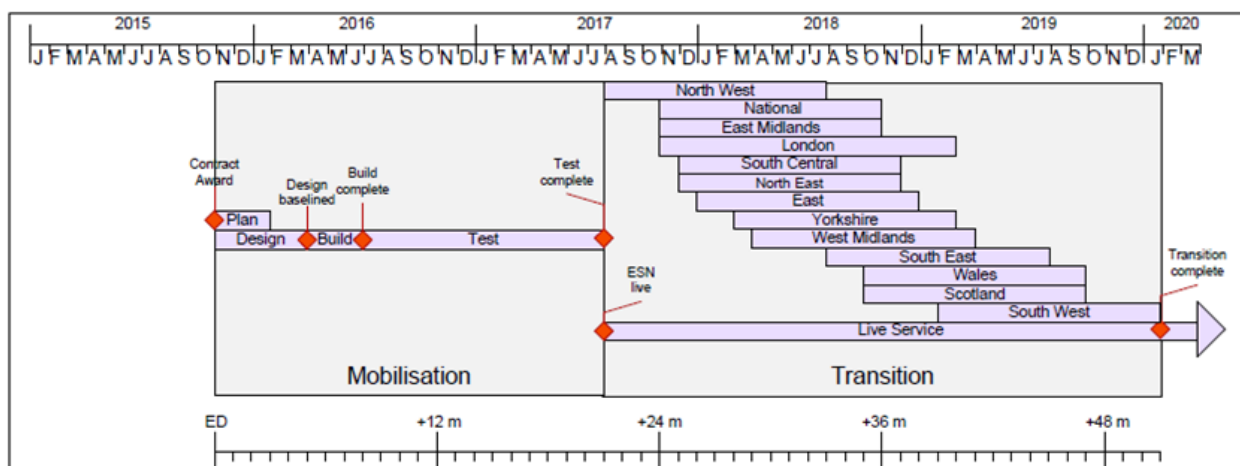 2015 2016 2017 2018 2019 2020
J F M A M J J A S O N D J F M A M J J A S O N D J F M A M J J A S O N D J F M A M J J A S O N D J F M A M J J A S O N D J F M
North West
National
East Midlands
London
South Central
North East
East
Yorkshire
West Midlands
South East
Wales
Scotland
South West
Live Service
Contract
Award
Design
baselined
Build
complete
Test
complete
Plan
Design Build Test
ESN
live
Transition
complete
Mobilisation Transition
ED +12 m +24 m +36 m +48 m